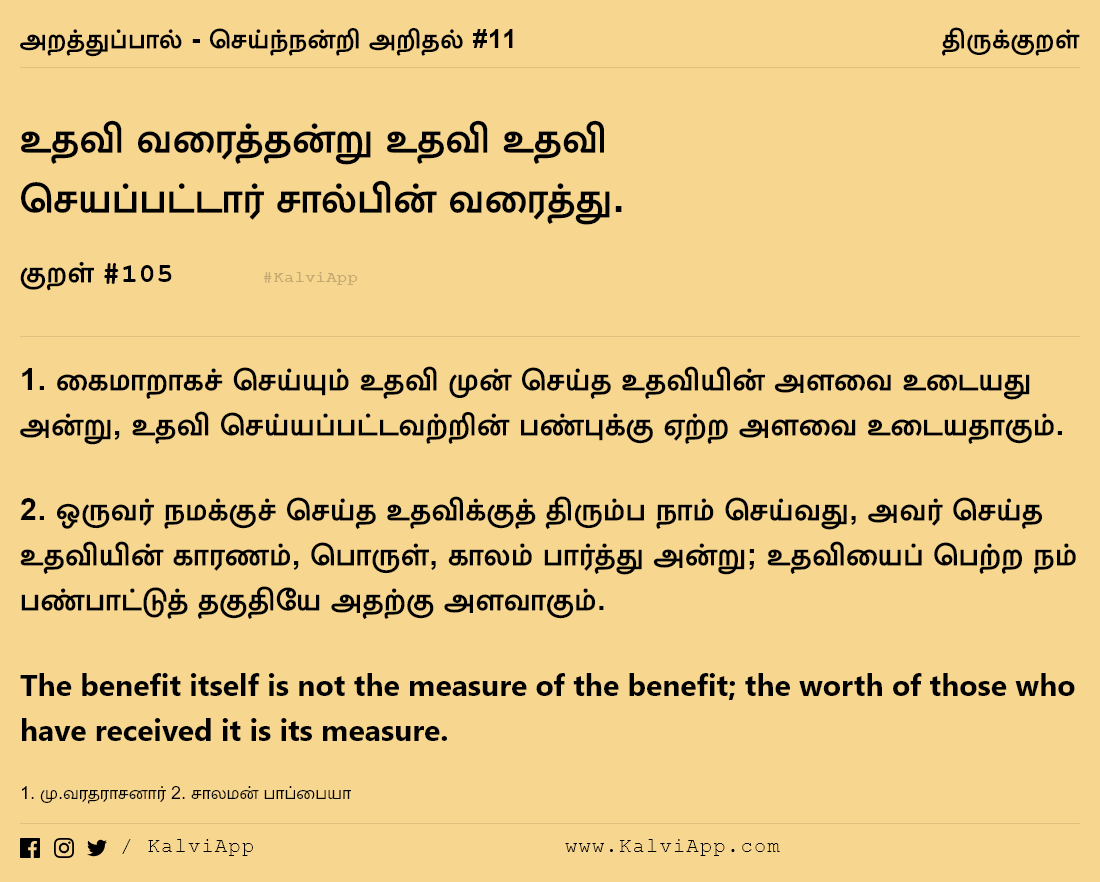 அறத்துப்பால் - செய்ந்நன்றி அறிதல் #11
திருக்குறள்
உதவி வரைத்தன்று உதவி உதவி
செயப்பட்டார் சால்பின் வரைத்து.
குறள் #105
#KalviApp
1. கைமாறாகச் செய்யும் உதவி முன் செய்த உதவியின் அளவை உடையது
அன்று, உதவி செய்யப்பட்டவற்றின் பண்புக்கு ஏற்ற அளவை உடையதாகும்.
2. ஒருவர் நமக்குச் செய்த உதவிக்குத் திரும்ப நாம் செய்வது, அவர் செய்த
உதவியின் காரணம், பொருள், காலம் பார்த்து அன்று; உதவியைப் பெற்ற நம்
பண்பாட்டுத் தகுதியே அதற்கு அளவாகும்.
The benefit itself is not the measure of the benefit; the worth of those who
have received it is its measure.
1. மு.வரதராசனார் 2. சாலமன் பாப்பையா
/ KalviApp
www.KalviApp.com